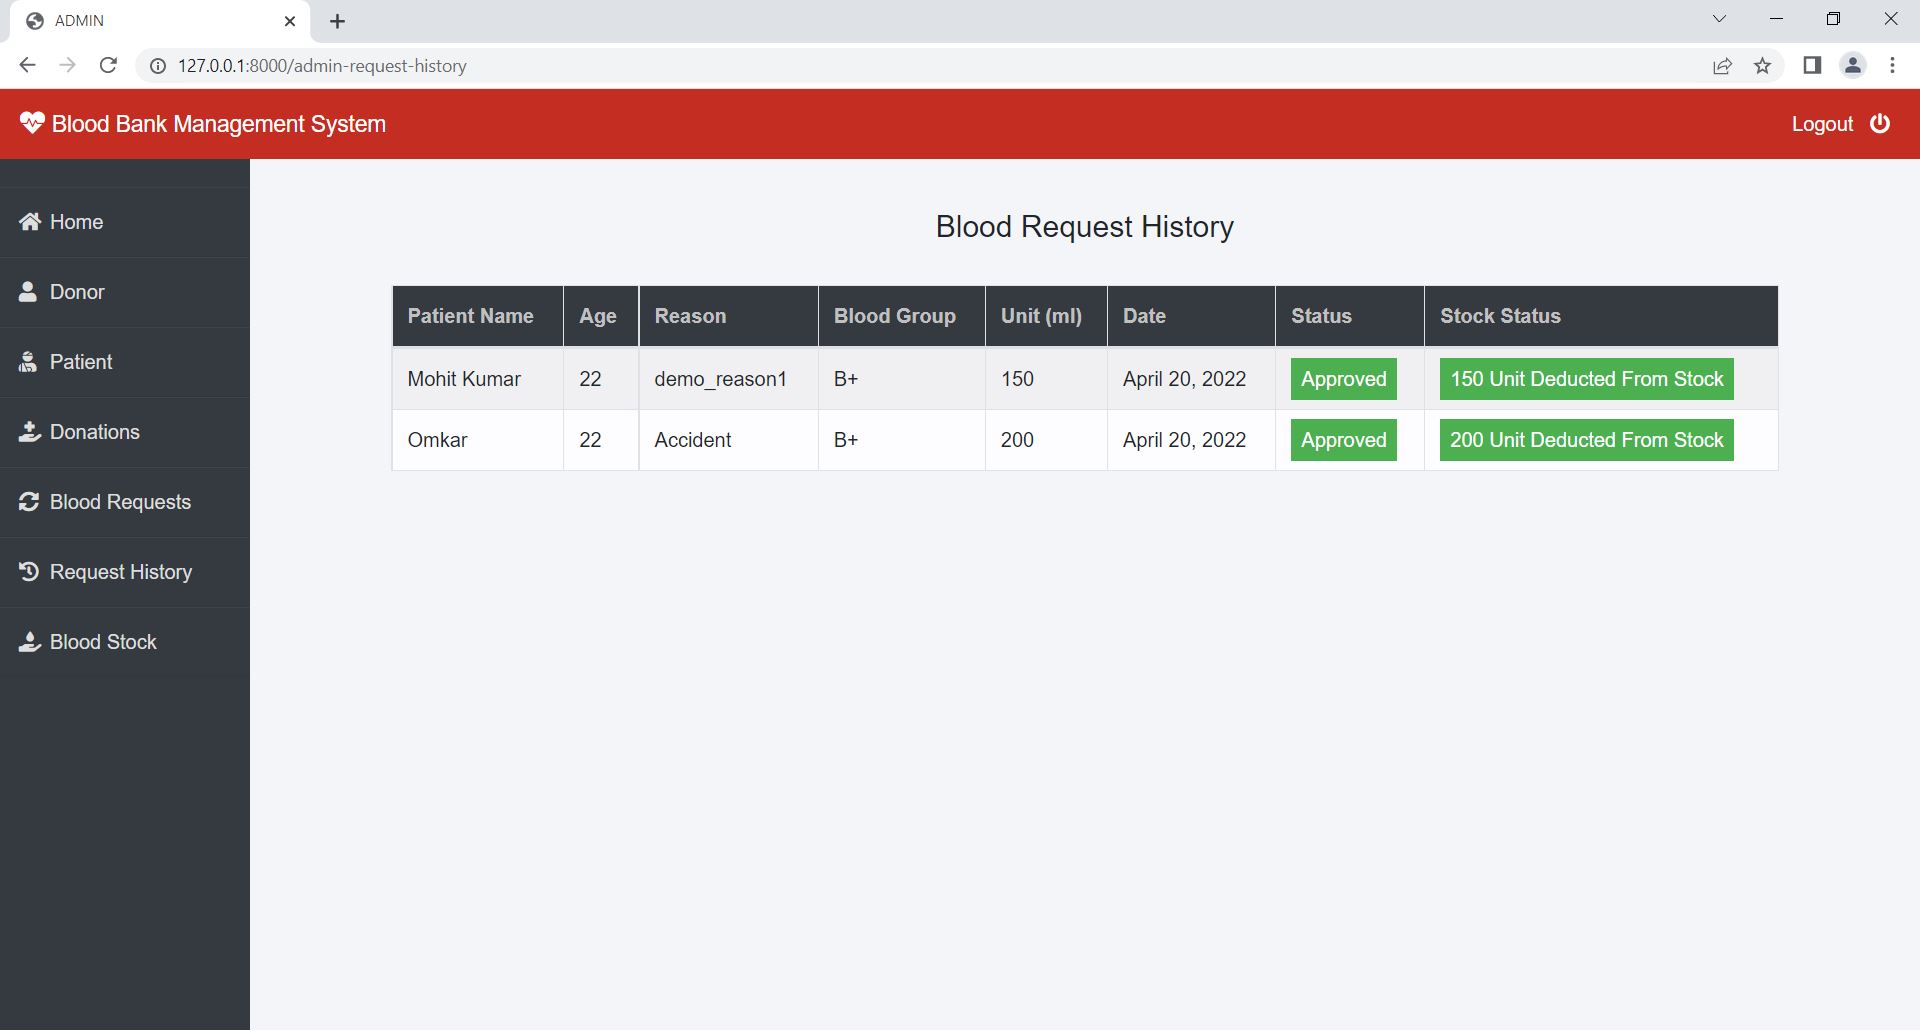 ADMIN
127.0.0.1:8000/admin-request-history
Blood Bank Management System
Logout
Home
Donor
Patient
Donations
Blood Requests
Request History
Blood Stock
Blood Request History
Patient Name Age Reason Blood Group Unit (ml) Date Status Stock Status
Mohit Kumar 22 demo_reason1 B+ 150 April 20, 2022 Approved 150 Unit Deducted From Stock
Omkar 22 Accident B+ 200 April 20, 2022 Approved 200 Unit Deducted From Stock